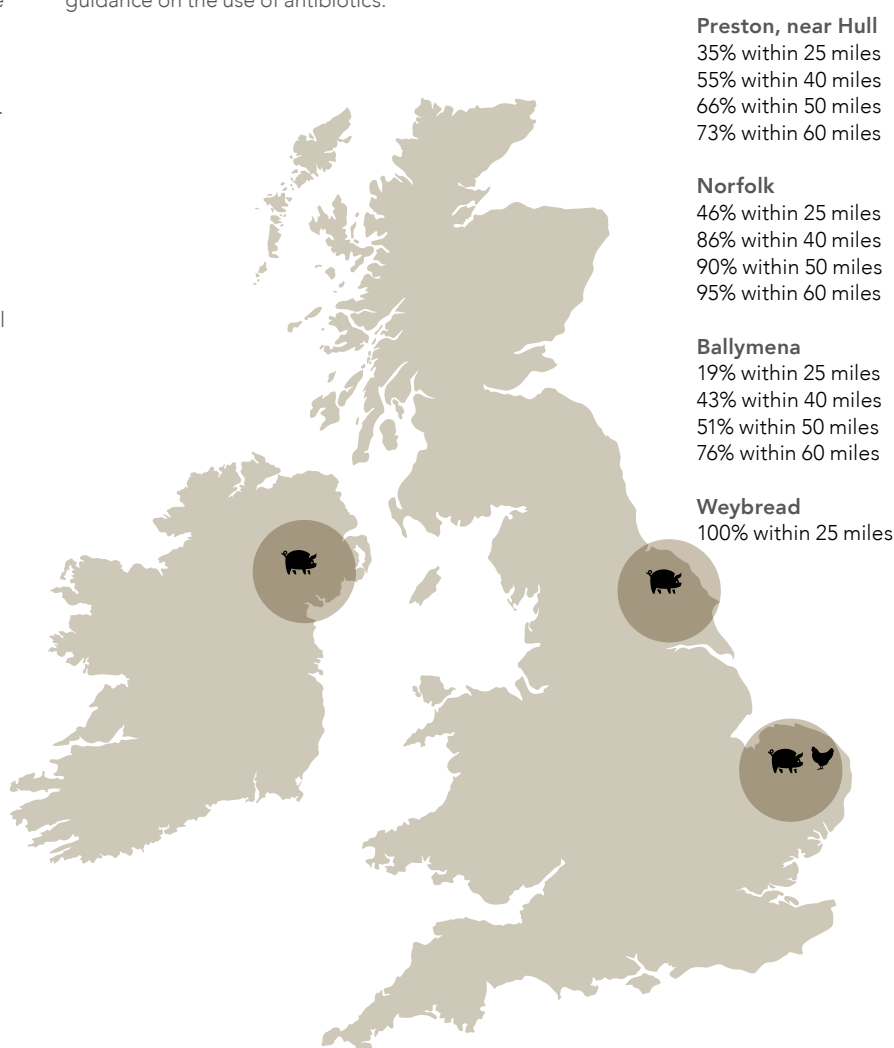 guidance on the use of antibiotics.
Preston, near Hull
35% within 25 miles
55% within 40 miles
66% within 50 miles
73% within 60 miles
Norfolk
46% within 25 miles
86% within 40 miles
90% within 50 miles
95% within 60 miles
Ballymena
19% within 25 miles
43% within 40 miles
51% within 50 miles
76% within 60 miles
Weybread
100% within 25 miles